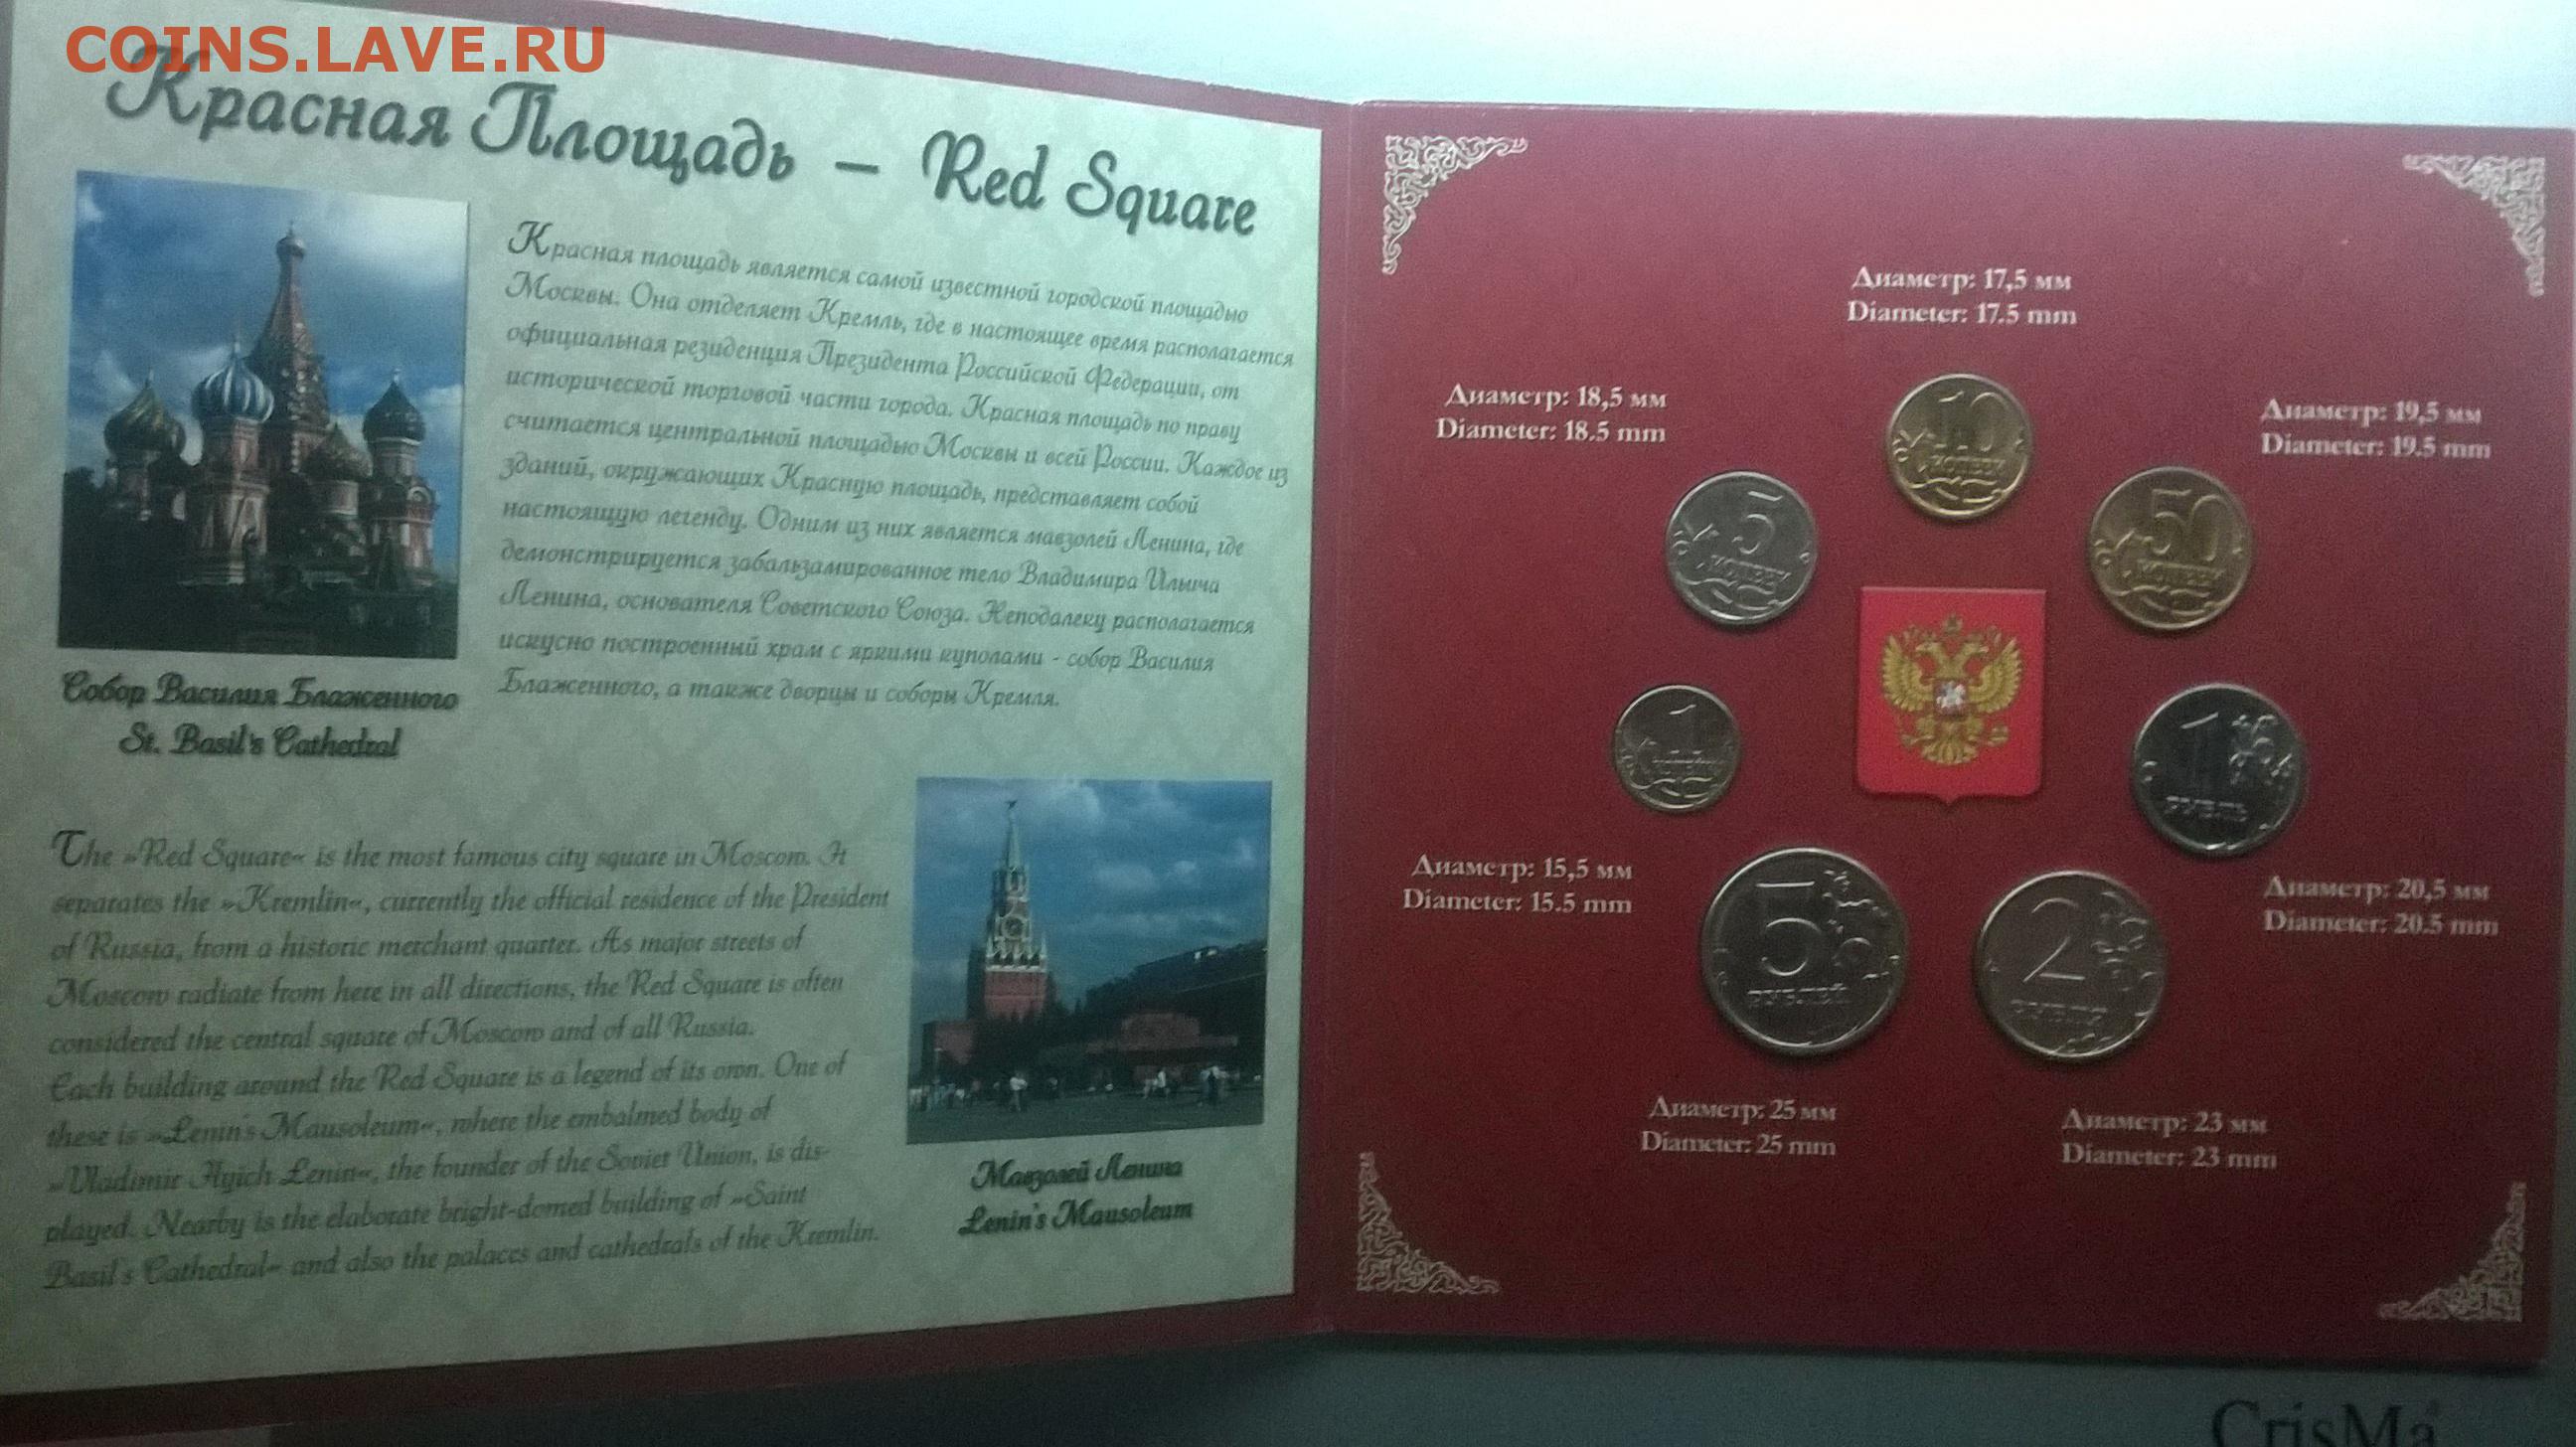 COINS.LAVE.RU
Красная Площадь – Red Square
Красная площадь является самой известной городской площадью
Москвы. Она отделяет Кремль, где в настоящее время располагается
официальная резиденция Президента Российской Федерации, от
исторической торговой части города. Красная площадь по праву
считается центральной площадью Москвы и всей России. Каждое из
зданий, окружающих Красную площадь, представляет собой
настоящую легенду. Одним из них является мавзолей Ленина, где
демонстрируется забальзамированное тело Владимира Ильича
Ленина, основателя Советского Союза. Неподалеку располагается
искусно построенный храм с яркими куполами - собор Василия
Блаженного, а также дворцы и соборы Кремля.
Собор Василия Блаженного
St. Basil's Cathedral
The »Red Square« is the most famous city square in Moscow. It
separates the »Kremlin«, currently the official residence of the President
of Russia, from a historic merchant quarter. As major streets of
Moscow radiate from here in all directions, the Red Square is often
considered the central square of Moscow and of all Russia.
Each building around the Red Square is a legend of its own. One of
these is »Lenin's Mausoleum«, where the embalmed body of
»Vladimir Ilyich Lenin«, the founder of the Soviet Union, is dis-
played. Nearby is the elaborate bright-domed building of »Saint
Basil's Cathedral« and also the palaces and cathedrals of the Kremlin.
Мавзолей Ленина
Lenin's Mausoleum
Диаметр: 17,5 мм
Diameter: 17.5 mm
10
КОПЕЕК
Диаметр: 18,5 мм
Diameter: 18.5 mm
5
КОПЕЕК
Диаметр: 19,5 мм
Diameter: 19.5 mm
50
КОПЕЕК
1
Диаметр: 15,5 мм
Diameter: 15.5 mm
1
РУБЛЬ
Диаметр: 20,5 мм
Diameter: 20.5 mm
5
РУБЛЕЙ
Диаметр: 25 мм
Diameter: 25 mm
2
РУБЛЯ
Диаметр: 23 мм
Diameter: 23 mm
CrisMa